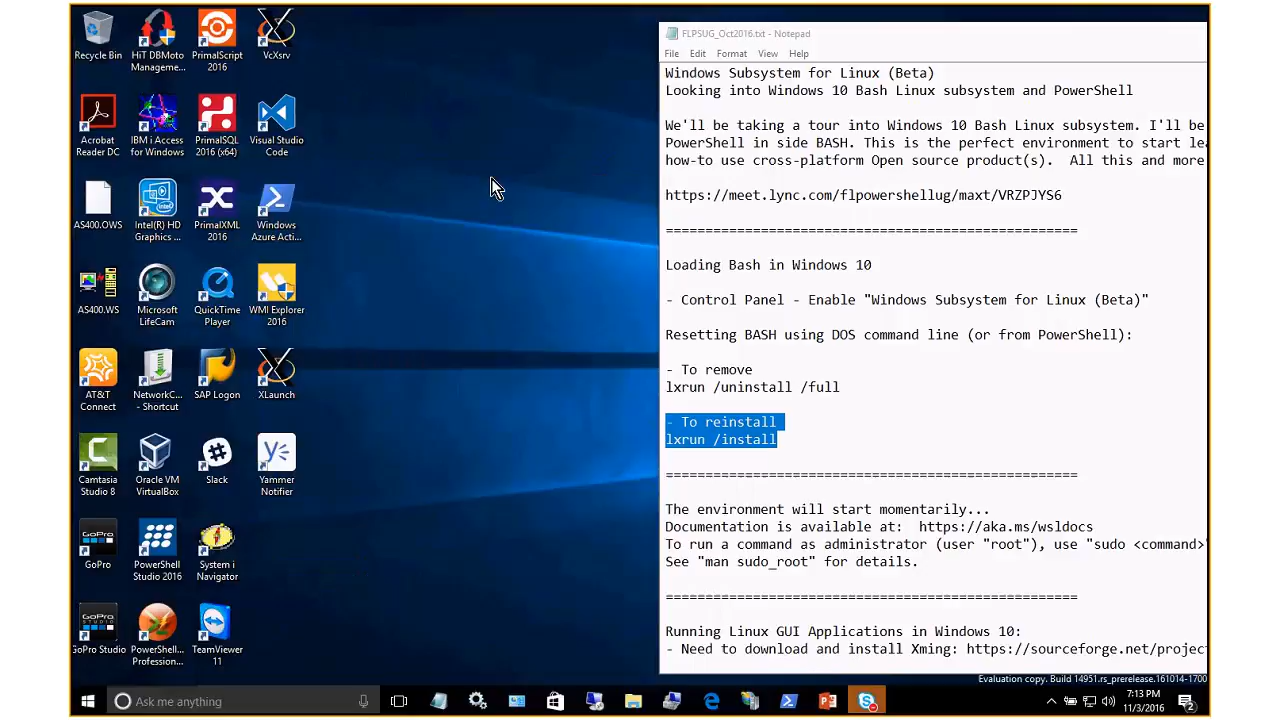 Recycle Bin
HiT DBMoto
Manageme...
PrimalScript
2016
VcXsrv
Acrobat
Reader DC
IBM i Access
for Windows
PrimalSQL
2016 (x64)
Visual Studio
Code
AS400.OWS
Intel(R) HD
Graphics ...
PrimalXML
2016
Windows
Azure Acti...
AS400.WS
Microsoft
LifeCam
QuickTime
Player
WMI Explorer
2016
AT&T
Connect
NetworkC...
- Shortcut
SAP Logon
XLaunch
Camtasia
Studio 8
Oracle VM
VirtualBox
Slack
Yammer
Notifier
GoPro
GoPro
PowerShell
Studio 2016
System i
Navigator
GoPro
STUDIO
GoPro Studio
PowerShell...
Profession...
TeamViewer
11
FLPSUG_Oct2016.txt - Notepad
File Edit Format View Help
Windows Subsystem for Linux (Beta)
Looking into Windows 10 Bash Linux subsystem and PowerShell
We'll be taking a tour into Windows 10 Bash Linux subsystem. I'll be
PowerShell in side BASH. This is the perfect environment to start lea
how-to use cross-platform Open source product(s).  All this and more
https://meet.lync.com/flpowershellug/maxt/VRZPJYS6
====================================================
Loading Bash in Windows 10
- Control Panel - Enable "Windows Subsystem for Linux (Beta)"
Resetting BASH using DOS command line (or from PowerShell):
- To remove
lxrun /uninstall /full
- To reinstall
lxrun /install
====================================================
The environment will start momentarily...
Documentation is available at:  https://aka.ms/wsldocs
To run a command as administrator (user "root"), use "sudo <command>"
See "man sudo_root" for details.
====================================================
Running Linux GUI Applications in Windows 10:
- Need to download and install Xming: https://sourceforge.net/projec
Evaluation copy. Build 14951.rs_prerelease.161014-1700
Ask me anything
7:13 PM
11/3/2016
2